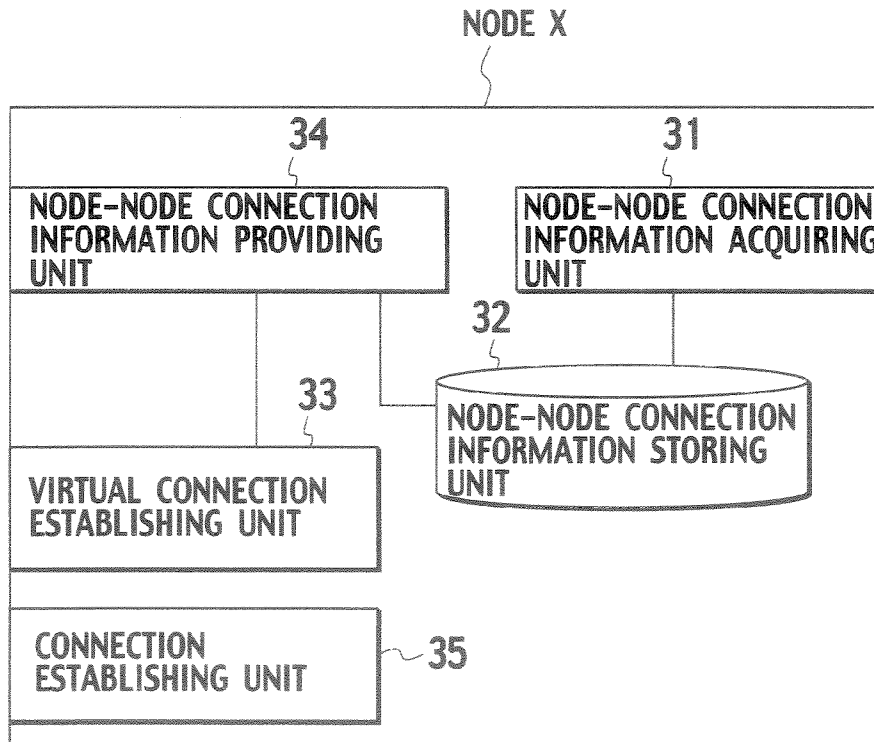 NODE X
34
NODE-NODE CONNECTION
INFORMATION PROVIDING
UNIT
31
NODE-NODE CONNECTION
INFORMATION ACQUIRING
UNIT
32
NODE-NODE CONNECTION
INFORMATION STORING
UNIT
33
VIRTUAL CONNECTION
ESTABLISHING UNIT
CONNECTION
ESTABLISHING UNIT
35